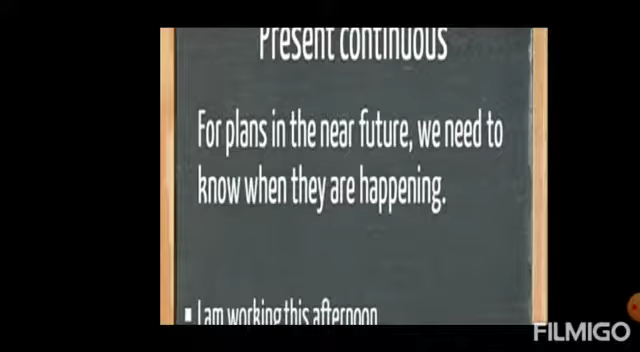 Present continuous
For plans in the near future, we need to
know when they are happening.
▪ I am working this afternoon
FILMIGO